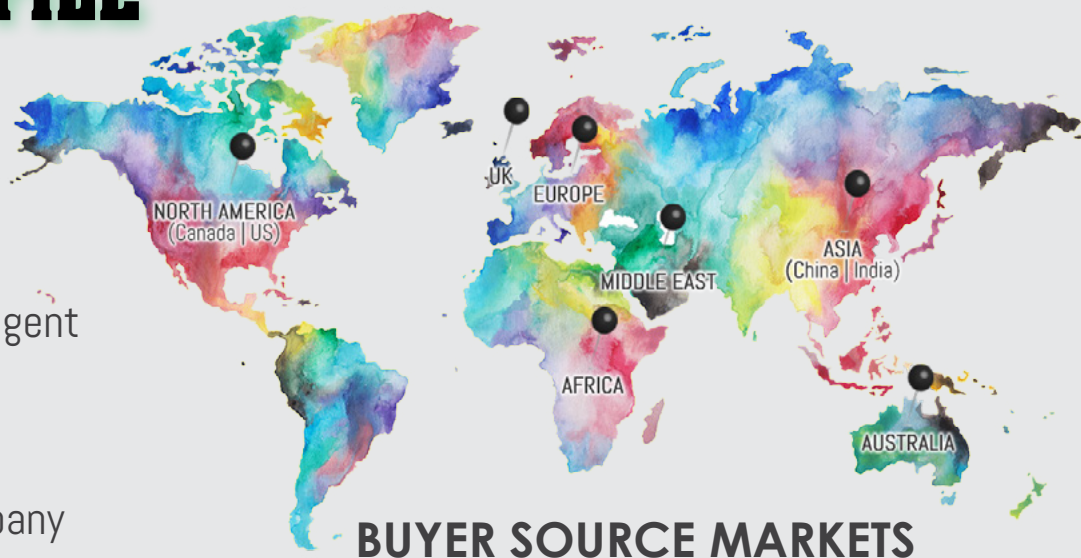 UK
EUROPE
NORTH AMERICA
(Canada | US)
ASIA
(China | India)
MIDDLE EAST
gent
AFRICA
AUSTRALIA
pany
BUYER SOURCE MARKETS